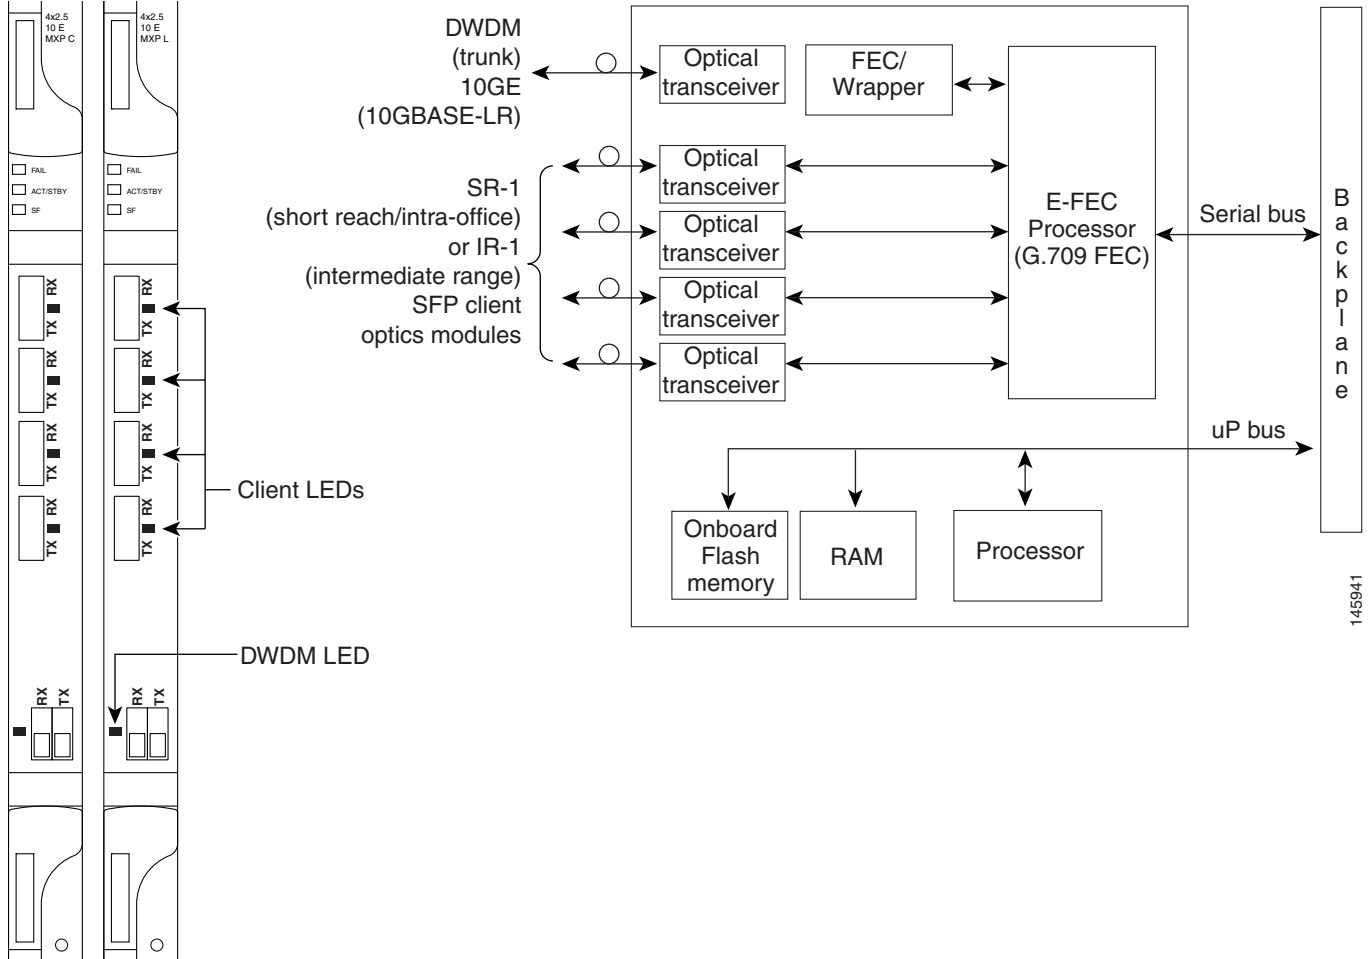 4x2.5
10 E
MXP C
4x2.5
10 E
MXP L
FAIL
ACT/STBY
SF
FAIL
ACT/STBY
SF
RX
TX
RX
TX
RX
TX
RX
TX
RX
TX
RX
TX
RX
TX
RX
TX
Client LEDs
DWDM LED
RX
TX
RX
TX
DWDM
(trunk)
10GE
(10GBASE-LR)
SR-1
(short reach/intra-office)
or IR-1
(intermediate range)
SFP client
optics modules
Optical
transceiver
FEC/
Wrapper
Optical
transceiver
Optical
transceiver
Optical
transceiver
Optical
transceiver
E-FEC
Processor
(G.709 FEC)
Serial bus
uP bus
Backplane
Onboard
Flash
memory
RAM
Processor
145941